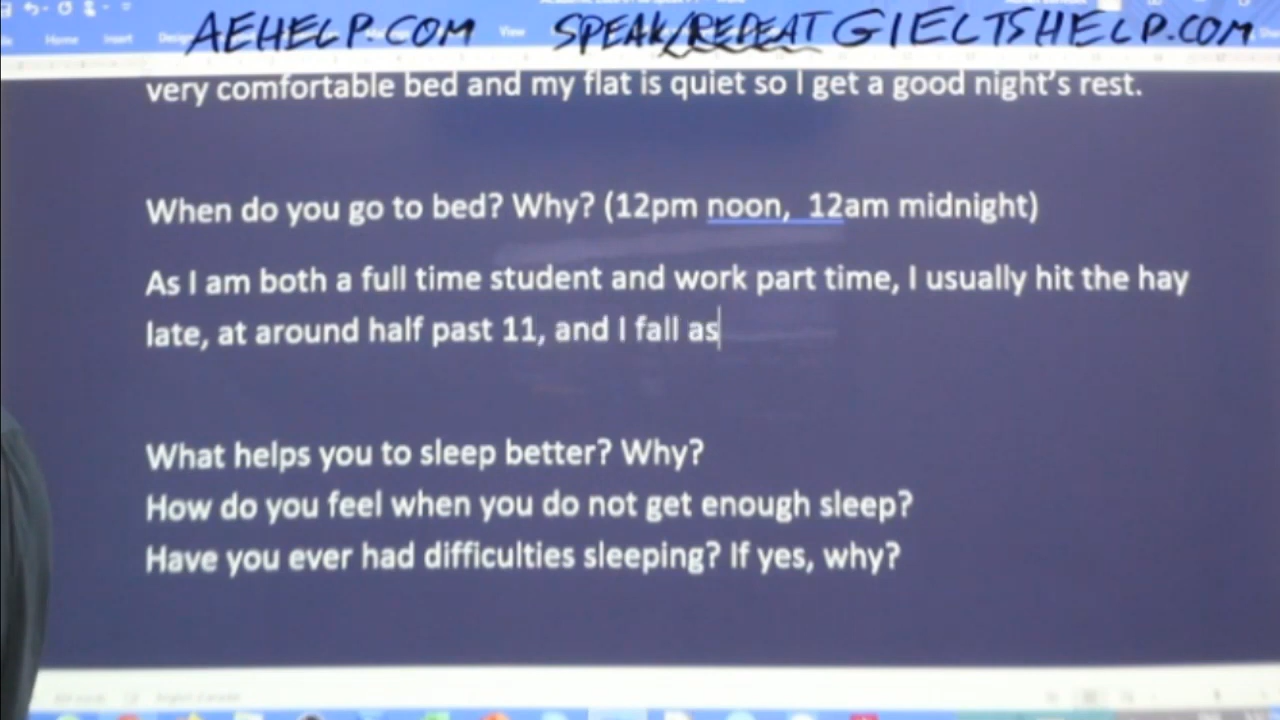 AEHELP.COM SPEAK/REPEAT GIELTSHELP.COM
Home Insert View
very comfortable bed and my flat is quiet so I get a good night's rest.
When do you go to bed? Why? (12pm noon, 12am midnight)
As I am both a full time student and work part time, I usually hit the hay
late, at around half past 11, and I fall as
What helps you to sleep better? Why?
How do you feel when you do not get enough sleep?
Have you ever had difficulties sleeping? If yes, why?